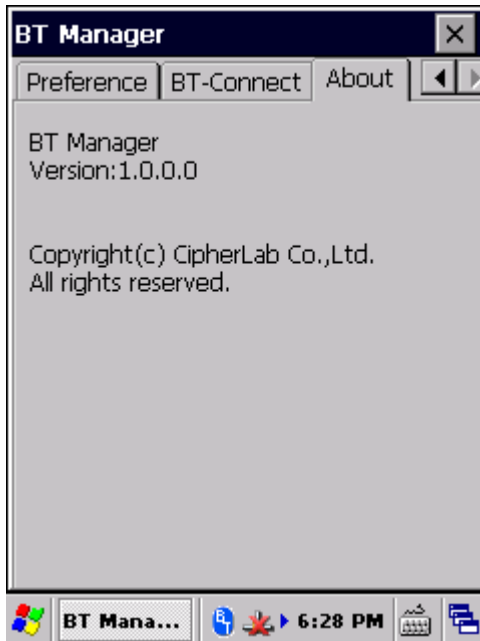 BT Manager
Preference BT-Connect About
BT Manager
Version:1.0.0.0
Copyright(c) CipherLab Co.,Ltd.
All rights reserved.
BT Mana... 6:28 PM